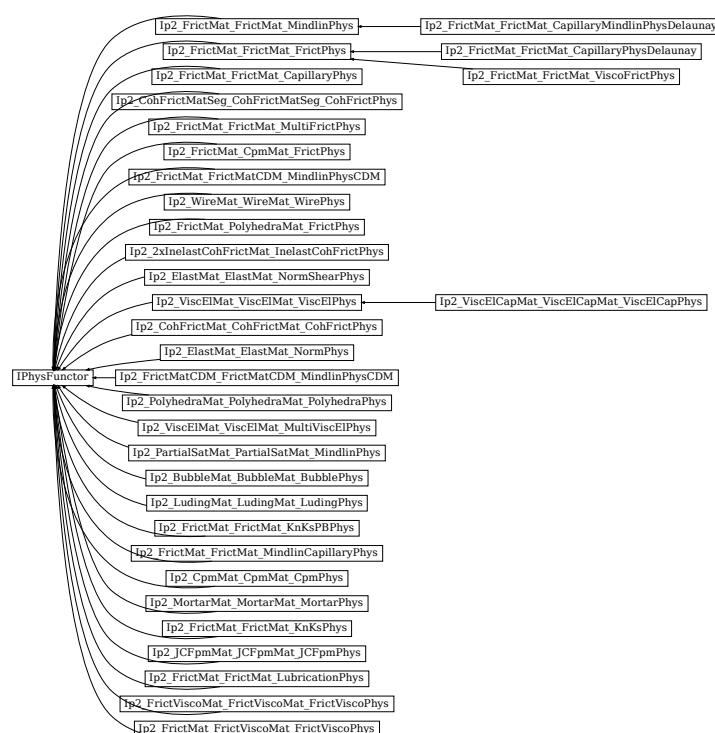 Ip2_FrictMat_FrictMat_MindlinPhys
Ip2_FrictMat_FrictMat_CapillaryMindlinPhysDelaunay
Ip2_FrictMat_FrictMat_FrictPhys
Ip2_FrictMat_FrictMat_CapillaryPhysDelaunay
Ip2_FrictMat_FrictMat_CapillaryPhys
Ip2_FrictMat_FrictMat_ViscoFrictPhys
Ip2_CohFrictMatSeg_CohFrictMatSeg_CohFrictPhys
Ip2_FrictMat_FrictMat_MultiFrictPhys
Ip2_FrictMat_CpmMat_FrictPhys
Ip2_FrictMat_FrictMatCDM_MindlinPhysCDM
Ip2_WireMat_WireMat_WirePhys
Ip2_FrictMat_PolyhedraMat_FrictPhys
Ip2_2xInelastCohFrictMat_InelastCohFrictPhys
Ip2_ElastMat_ElastMat_NormShearPhys
Ip2_ViscElMat_ViscElMat_ViscElPhys
Ip2_ViscElCapMat_ViscElCapMat_ViscElCapPhys
Ip2_CohFrictMat_CohFrictMat_CohFrictPhys
Ip2_ElastMat_ElastMat_NormPhys
IPhysFunctor
Ip2_FrictMatCDM_FrictMatCDM_MindlinPhysCDM
Ip2_PolyhedraMat_PolyhedraMat_PolyhedraPhys
Ip2_ViscElMat_ViscElMat_MultiViscElPhys
Ip2_PartialSatMat_PartialSatMat_MindlinPhys
Ip2_BubbleMat_BubbleMat_BubblePhys
Ip2_LudingMat_LudingMat_LudingPhys
Ip2_FrictMat_FrictMat_KnKsPBPhys
Ip2_FrictMat_FrictMat_MindlinCapillaryPhys
Ip2_CpmMat_CpmMat_CpmPhys
Ip2_MortarMat_MortarMat_MortarPhys
Ip2_FrictMat_FrictMat_KnKsPhys
Ip2_JCFpmMat_JCFpmMat_JCFpmPhys
Ip2_FrictMat_FrictMat_LubricationPhys
Ip2_FrictViscoMat_FrictViscoMat_FrictViscoPhys
Ip2_FrictMat_FrictViscoMat_FrictViscoPhys